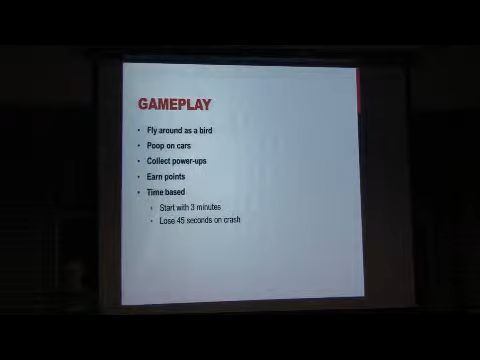 GAMEPLAY
• Fly around as a bird
• Poop on cars
• Collect power-ups
• Earn points
• Time based
• Start with 3 minutes
• Lose 45 seconds on crash